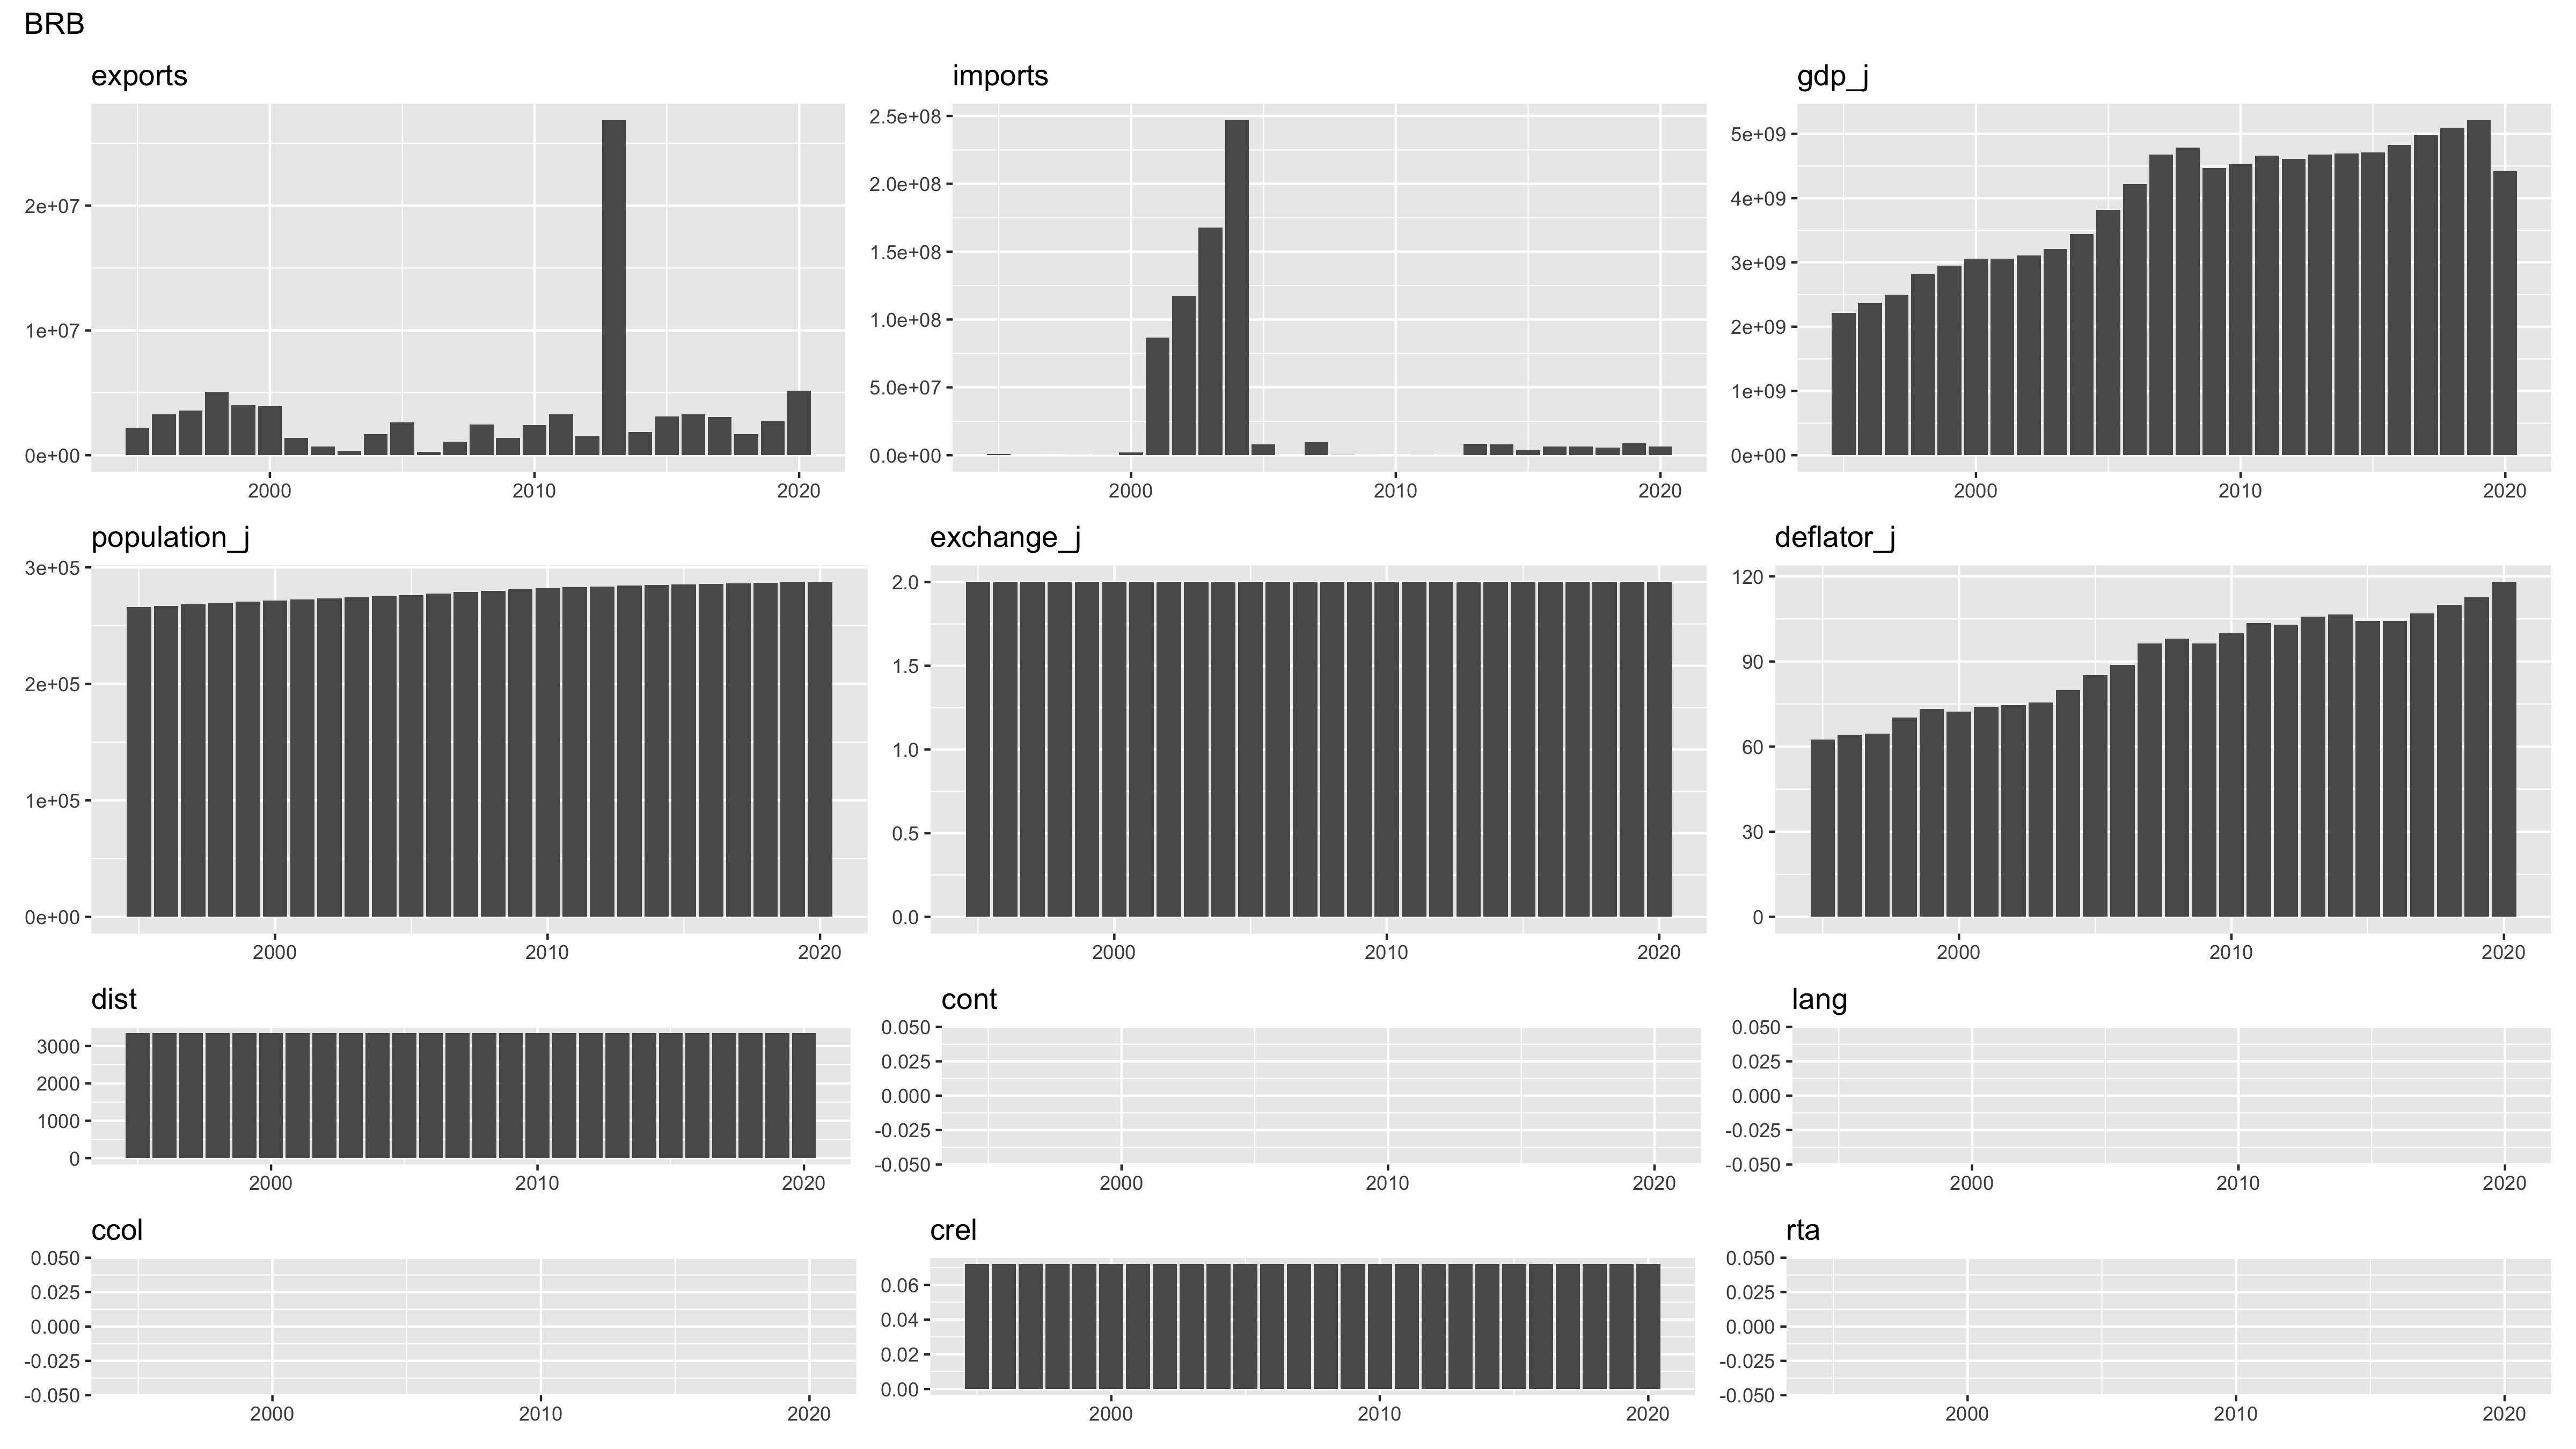 BRB
exports
2e+07
1e+07
0e+00
2000 2010 2020
imports
2.5e+08
2.0e+08
1.5e+08
1.0e+08
5.0e+07
0.0e+00
2000 2010 2020
gdp_j
5e+09
4e+09
3e+09
2e+09
1e+09
0e+00
2000 2010 2020
population_j
3e+05
2e+05
1e+05
0e+00
2000 2010 2020
exchange_j
2.0
1.5
1.0
0.5
0.0
2000 2010 2020
deflator_j
120
90
60
30
0
2000 2010 2020
dist
3000
2000
1000
0
2000 2010 2020
cont
0.050
0.025
0.000
-0.025
-0.050
2000 2010 2020
lang
0.050
0.025
0.000
-0.025
-0.050
2000 2010 2020
ccol
0.050
0.025
0.000
-0.025
-0.050
2000 2010 2020
crel
0.06
0.04
0.02
0.00
2000 2010 2020
rta
0.050
0.025
0.000
-0.025
-0.050
2000 2010 2020